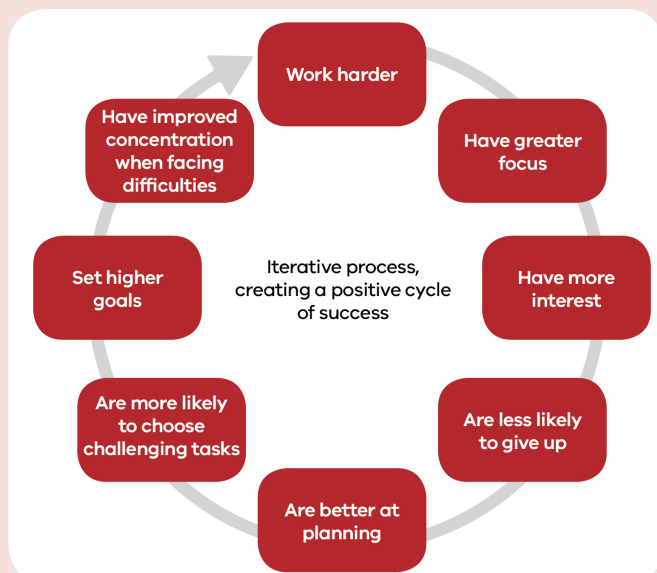 Work harder
Have greater
focus
Have more
interest
Are less likely
to give up
Are better at
planning
Are more likely
to choose
challenging tasks
Set higher
goals
Have improved
concentration
when facing
difficulties
Iterative process,
creating a positive cycle
of success